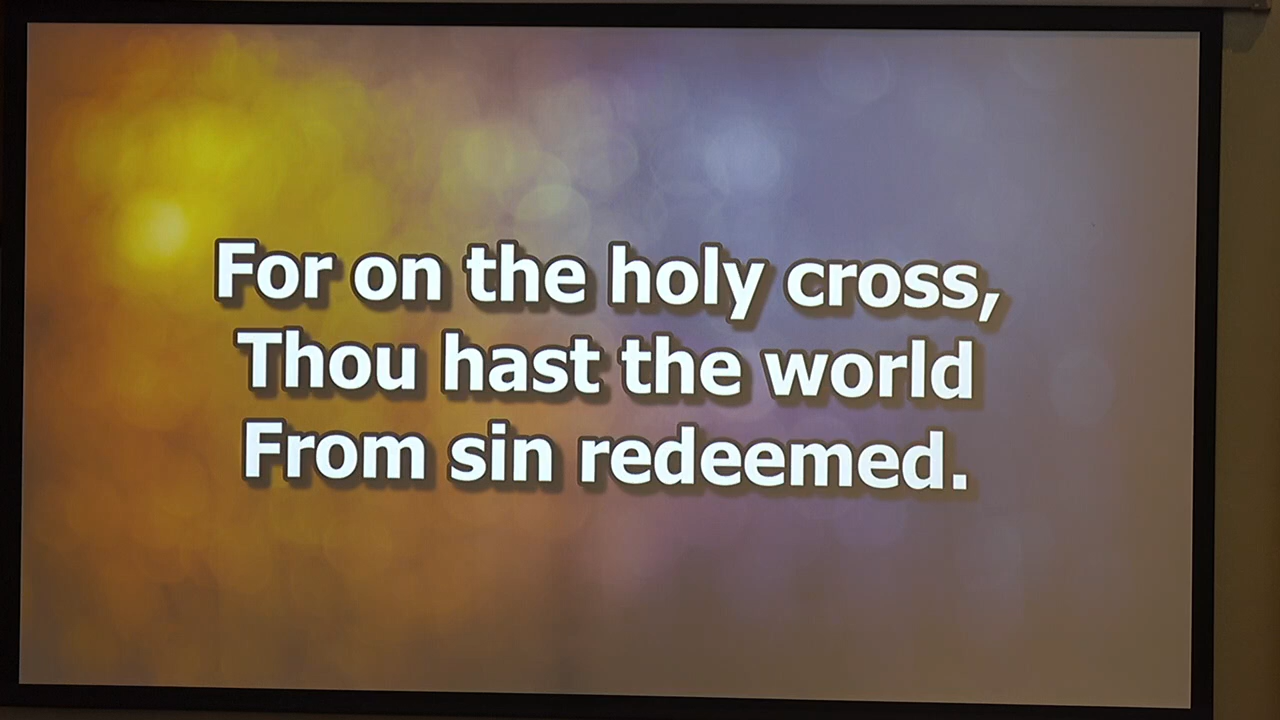 For on the holy cross,
Thou hast the world
From sin redeemed.